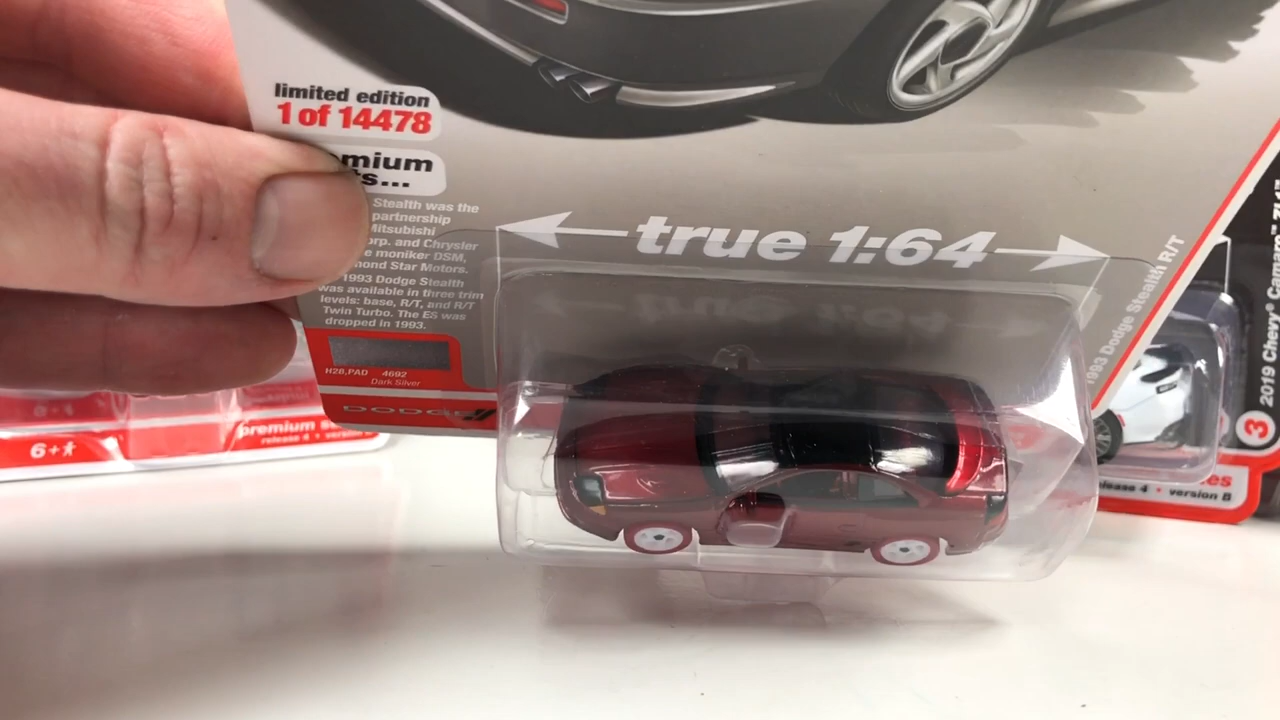 limited edition
1 of 14478
mium
ts...
Stealth was the
partnership
Mitsubishi
orp. and Chrysler
e moniker DSM,
mond Star Motors.
1993 Dodge Stealth
was available in three trim
levels: base, R/T, and R/T
Twin Turbo. The ES was
dropped in 1993.
H28,PAD 4692
Dark Silver
DODGE
true 1:64
1993 Dodge Stealth R/T
6+
premium
release 4 • version
release 4 • version B
3
2019 Chevy® Camaro